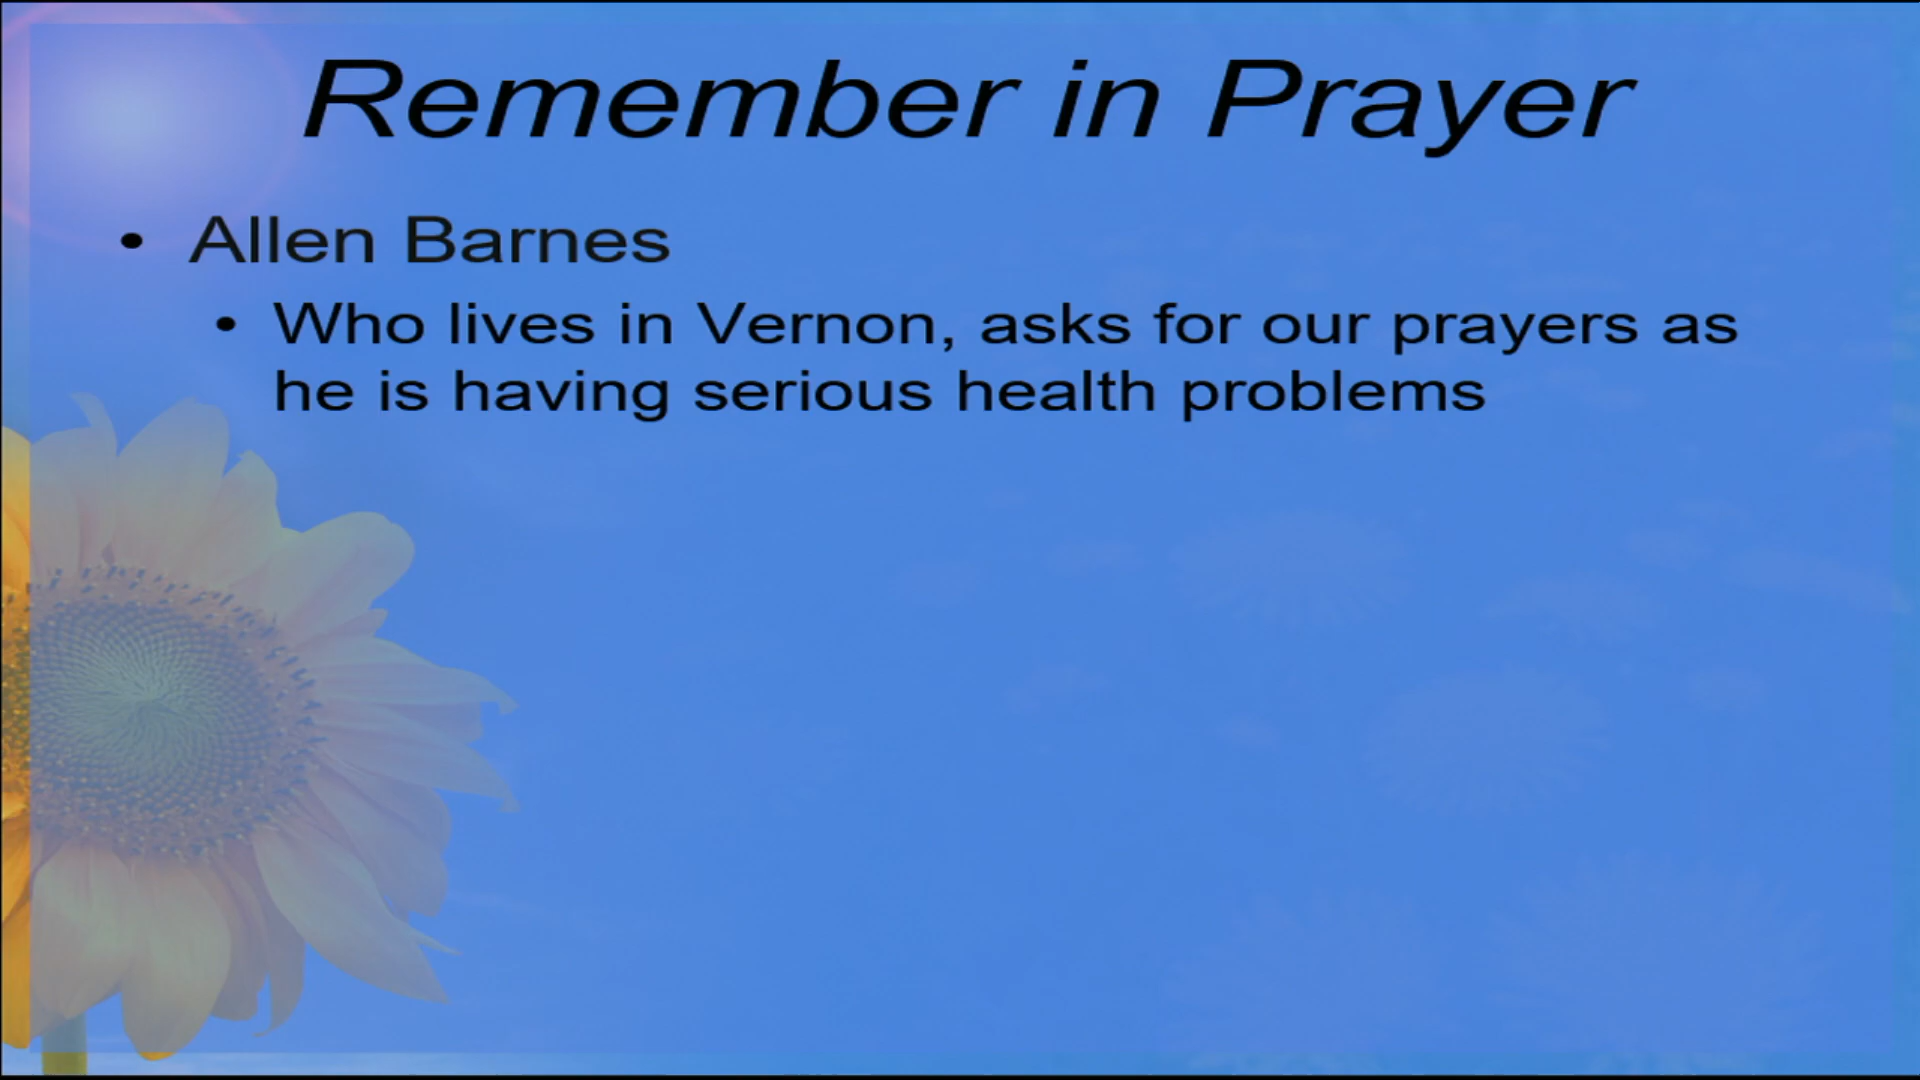 Remember in Prayer
• Allen Barnes
• Who lives in Vernon, asks for our prayers as
he is having serious health problems